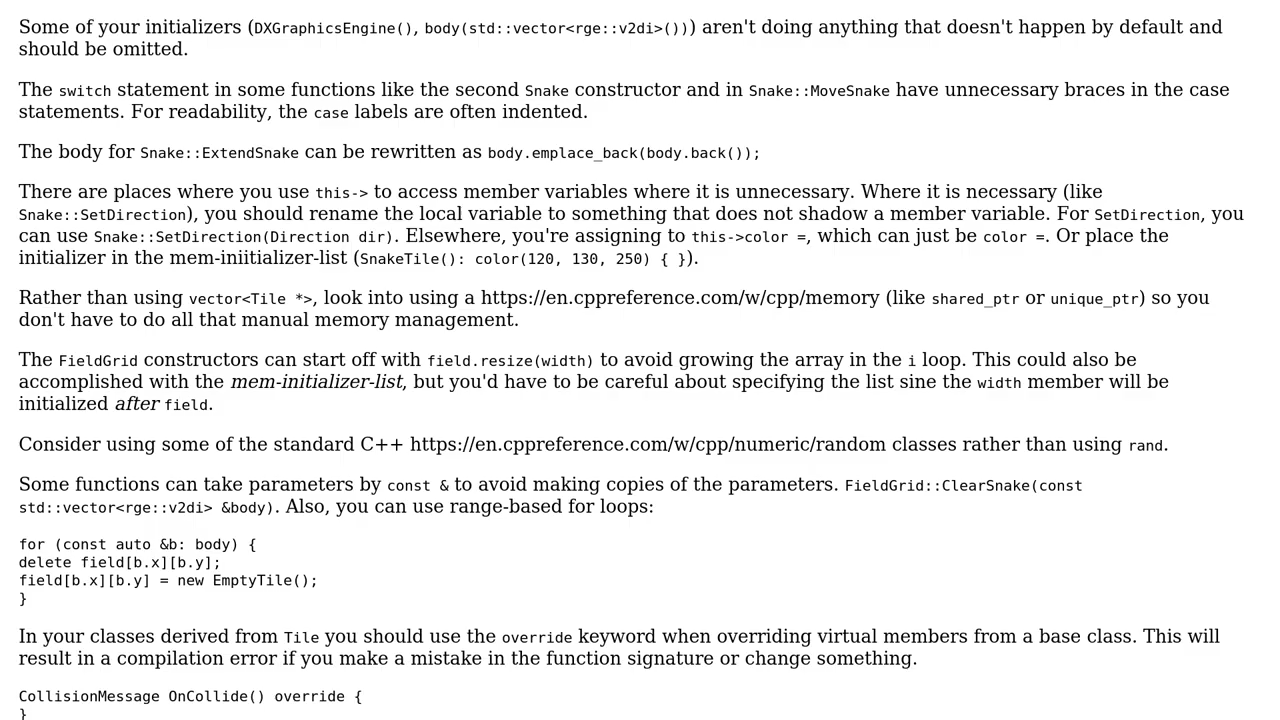 Some of your initializers (DXGraphicsEngine(), body(std::vector<rge::v2di>())) aren't doing anything that doesn't happen by default and
should be omitted.
The switch statement in some functions like the second Snake constructor and in Snake::MoveSnake have unnecessary braces in the case
statements. For readability, the case labels are often indented.
The body for Snake::ExtendSnake can be rewritten as body.emplace_back(body.back());
There are places where you use this-> to access member variables where it is unnecessary. Where it is necessary (like
Snake::SetDirection), you should rename the local variable to something that does not shadow a member variable. For SetDirection, you
can use Snake::SetDirection(Direction dir). Elsewhere, you're assigning to this->color =, which can just be color =. Or place the
initializer in the mem-iniitializer-list (SnakeTile(): color(120, 130, 250) { }).
Rather than using vector<Tile *>, look into using a https://en.cppreference.com/w/cpp/memory (like shared_ptr or unique_ptr) so you
don't have to do all that manual memory management.
The FieldGrid constructors can start off with field.resize(width) to avoid growing the array in the i loop. This could also be
accomplished with the mem-initializer-list, but you'd have to be careful about specifying the list sine the width member will be
initialized after field.
Consider using some of the standard C++ https://en.cppreference.com/w/cpp/numeric/random classes rather than using rand.
Some functions can take parameters by const & to avoid making copies of the parameters. FieldGrid::ClearSnake(const
std::vector<rge::v2di> &body). Also, you can use range-based for loops:
for (const auto &b: body) {
delete field[b.x][b.y];
field[b.x][b.y] = new EmptyTile();
}
In your classes derived from Tile you should use the override keyword when overriding virtual members from a base class. This will
result in a compilation error if you make a mistake in the function signature or change something.
CollisionMessage OnCollide() override {
}